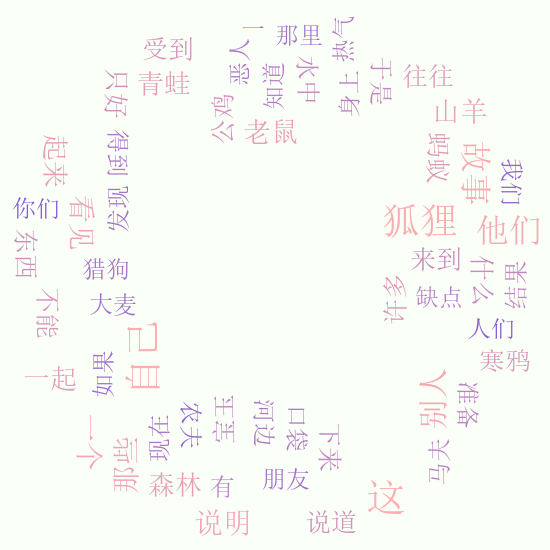 一
那里
热气
受到
恶人
水中
知道
于是
往往
只好
青蛙
身上
公鸡
山羊
老鼠
得到
起来
蚂蚁
故事
我们
发现
你们
看见
狐狸
他们
东西
猎狗
来到
什么
结果
大麦
许多
缺点
不能
人们
自己
寒鸦
一起
如果
别人
准备
宝玉
河边
口袋
农夫
现在
一个
下来
那些
马夫
森林
有
朋友
这
说明
说道